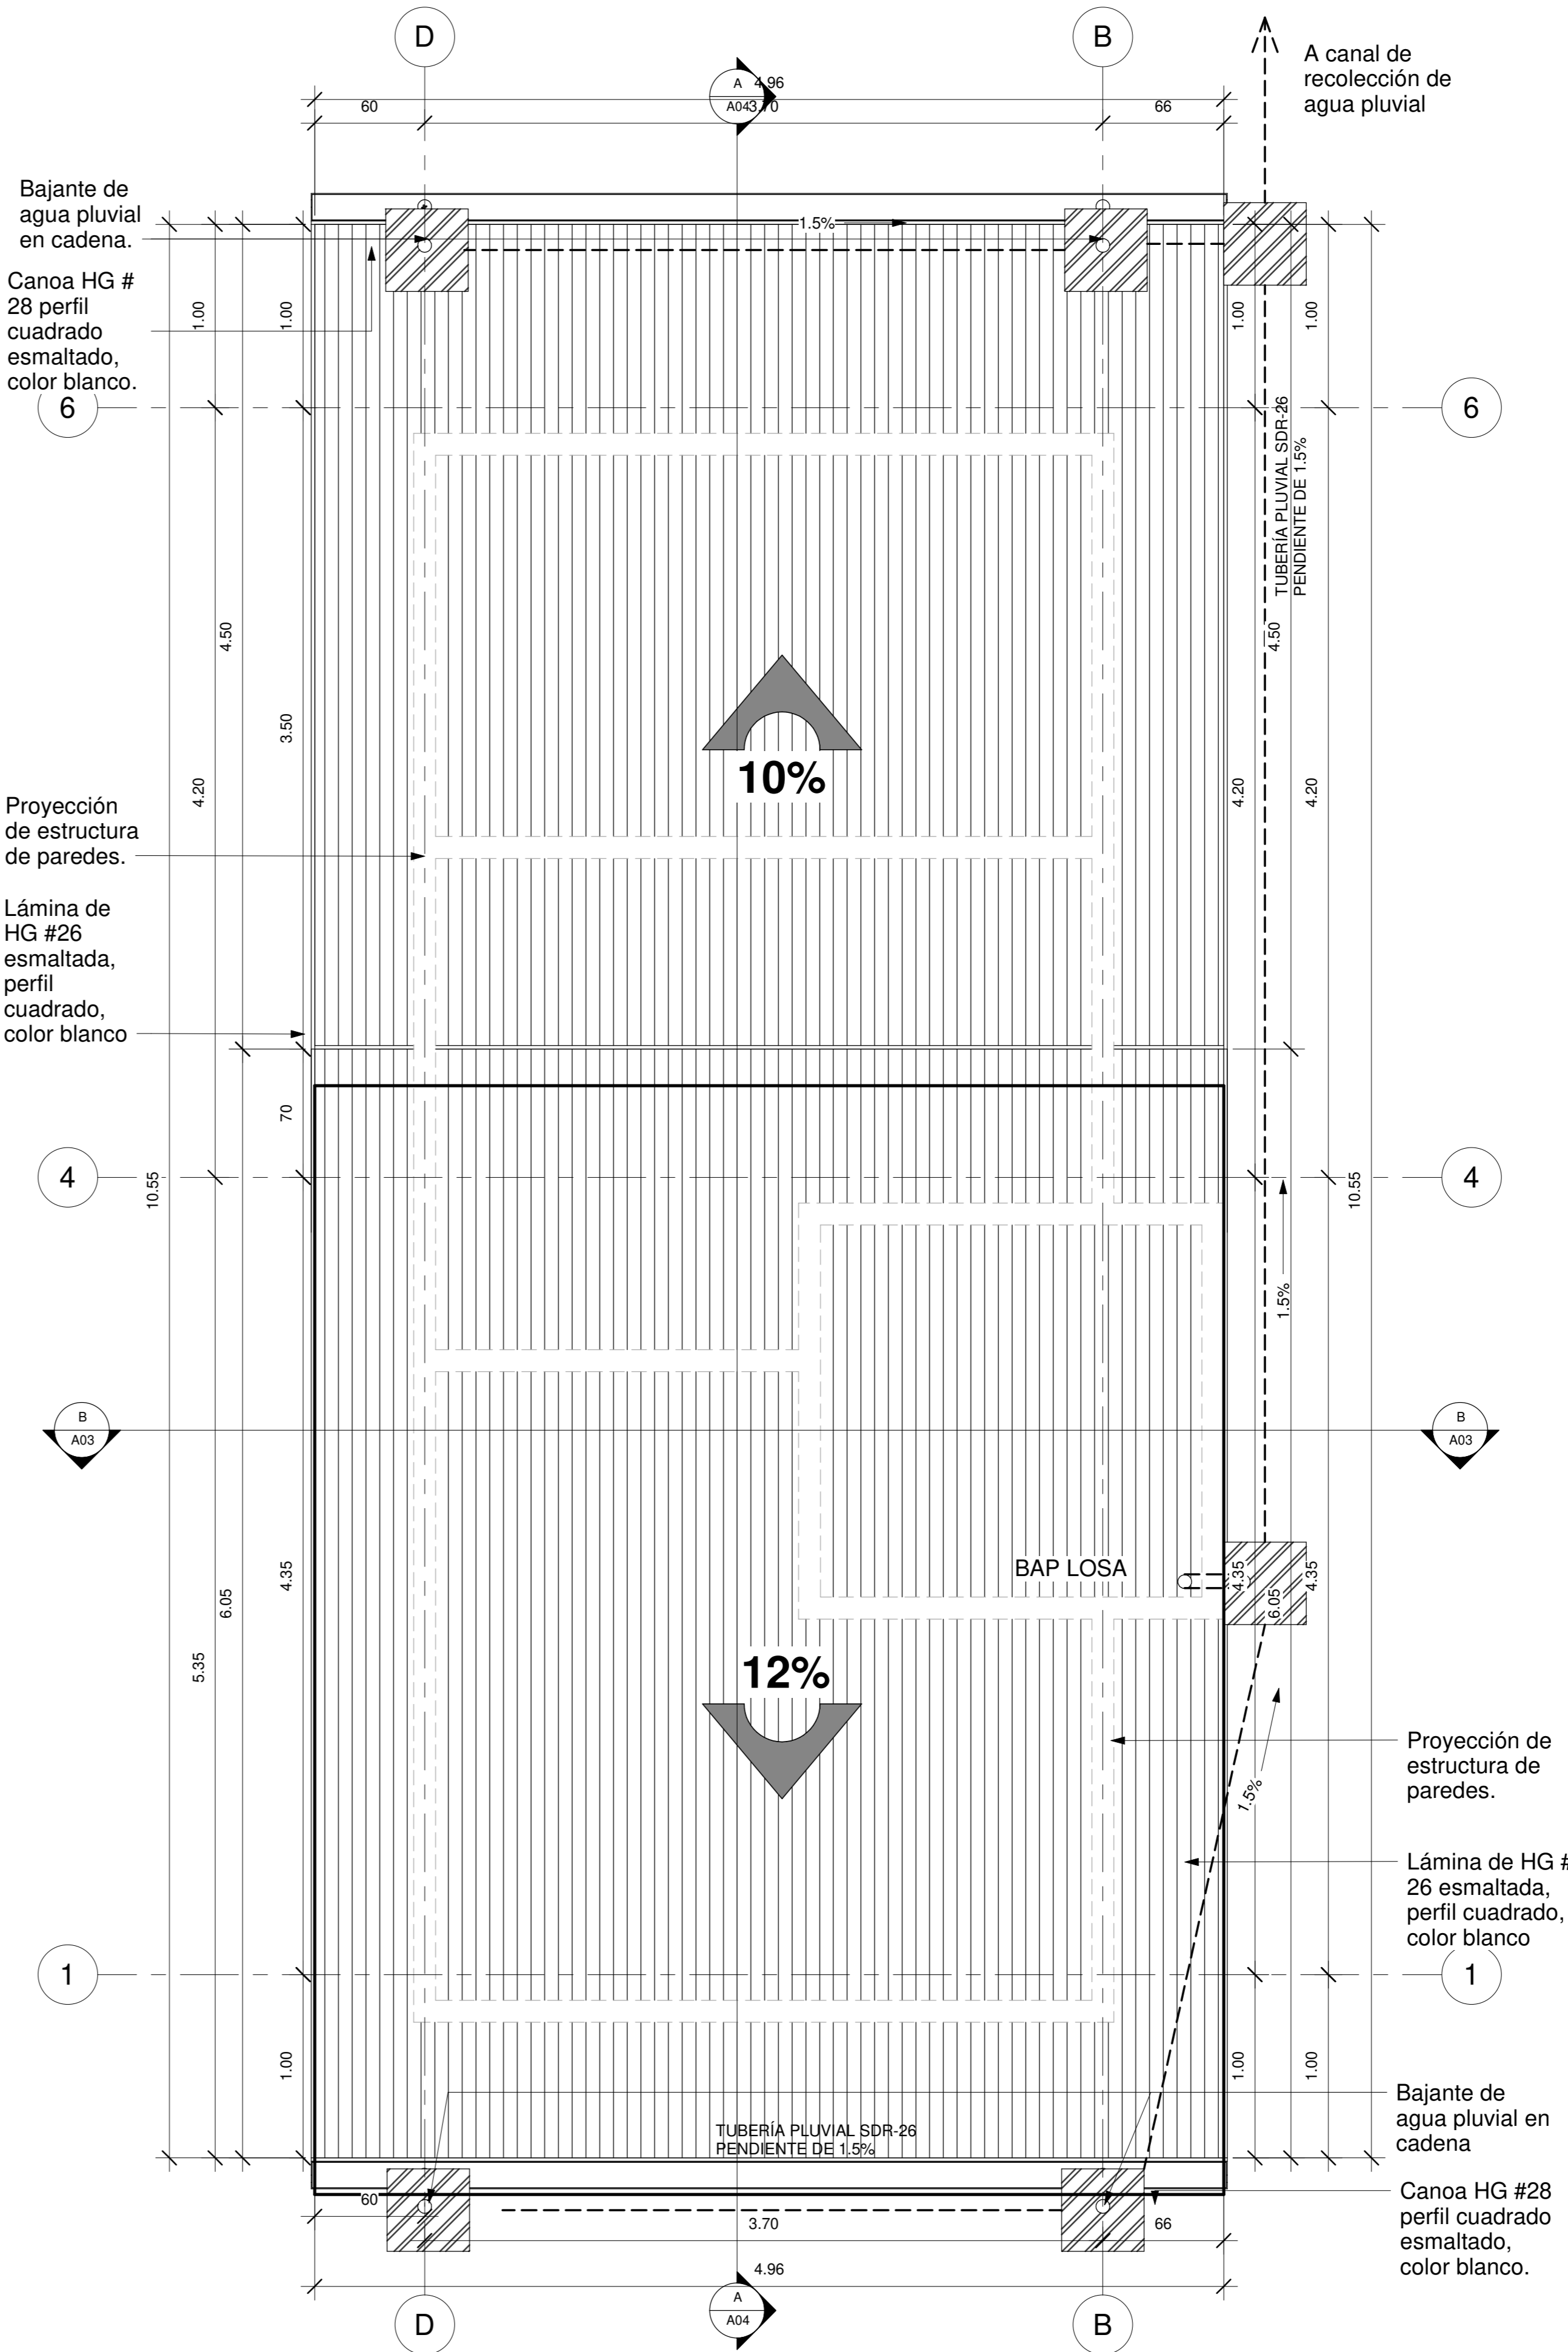 D
B
A canal de
recolección de
agua pluvial
A
A04
4.96
60
3.70
66
Bajante de
agua pluvial
en cadena.
1.5%
Canoa HG #
28 perfil
cuadrado
esmaltado,
color blanco.
1.00
1.00
1.00
1.00
6
6
TUBERÍA PLUVIAL SDR-26
PENDIENTE DE 1.5%
4.50
4.50
3.50
10%
4.20
4.20
4.20
Proyección
de estructura
de paredes.
Lámina de
HG #26
esmaltada,
perfil
cuadrado,
color blanco
70
4
4
10.55
10.55
1.5%
B
A03
B
A03
BAP LOSA
4.35
4.35
4.35
6.05
6.05
5.35
12%
Proyección de
estructura de
paredes.
1.5%
Lámina de HG #
26 esmaltada,
perfil cuadrado,
color blanco
1
1
1.00
1.00
1.00
Bajante de
agua pluvial en
cadena
TUBERÍA PLUVIAL SDR-26
PENDIENTE DE 1.5%
60
3.70
66
Canoa HG #28
perfil cuadrado
esmaltado,
color blanco.
4.96
A
A04
D
B